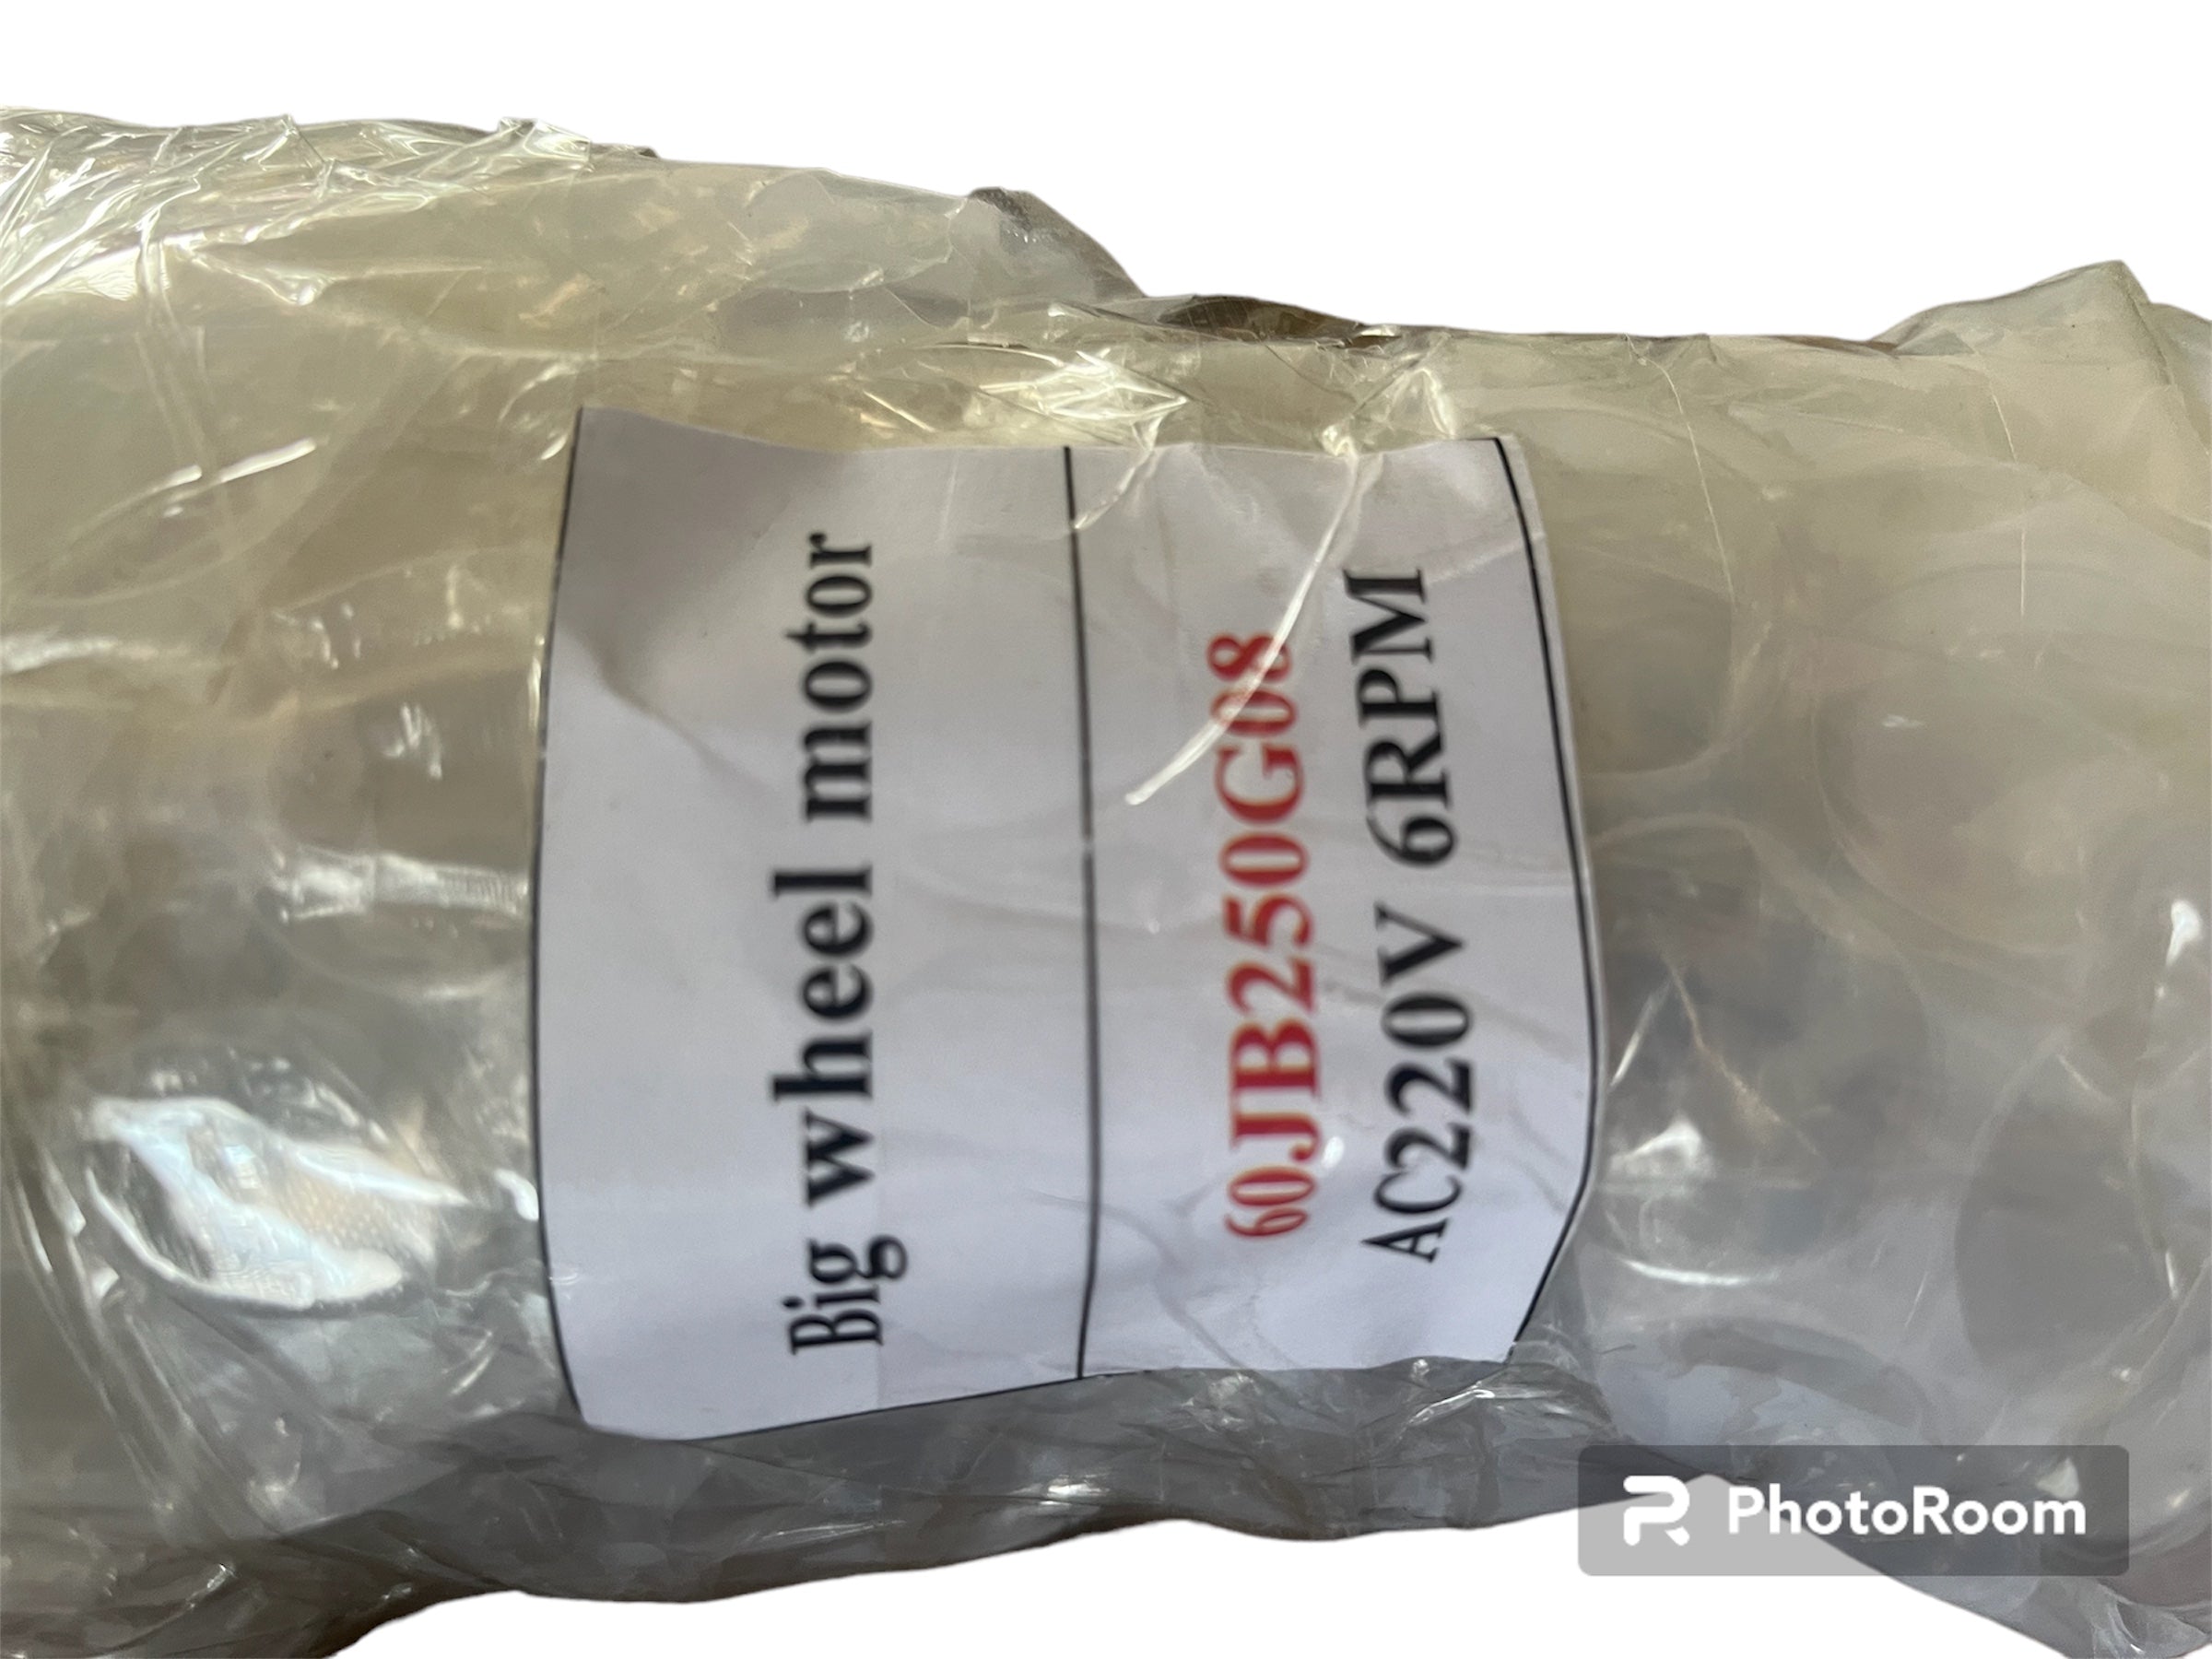 Big wheel motor
60JB250G08
AC220V 6RPM
PhotoRoom